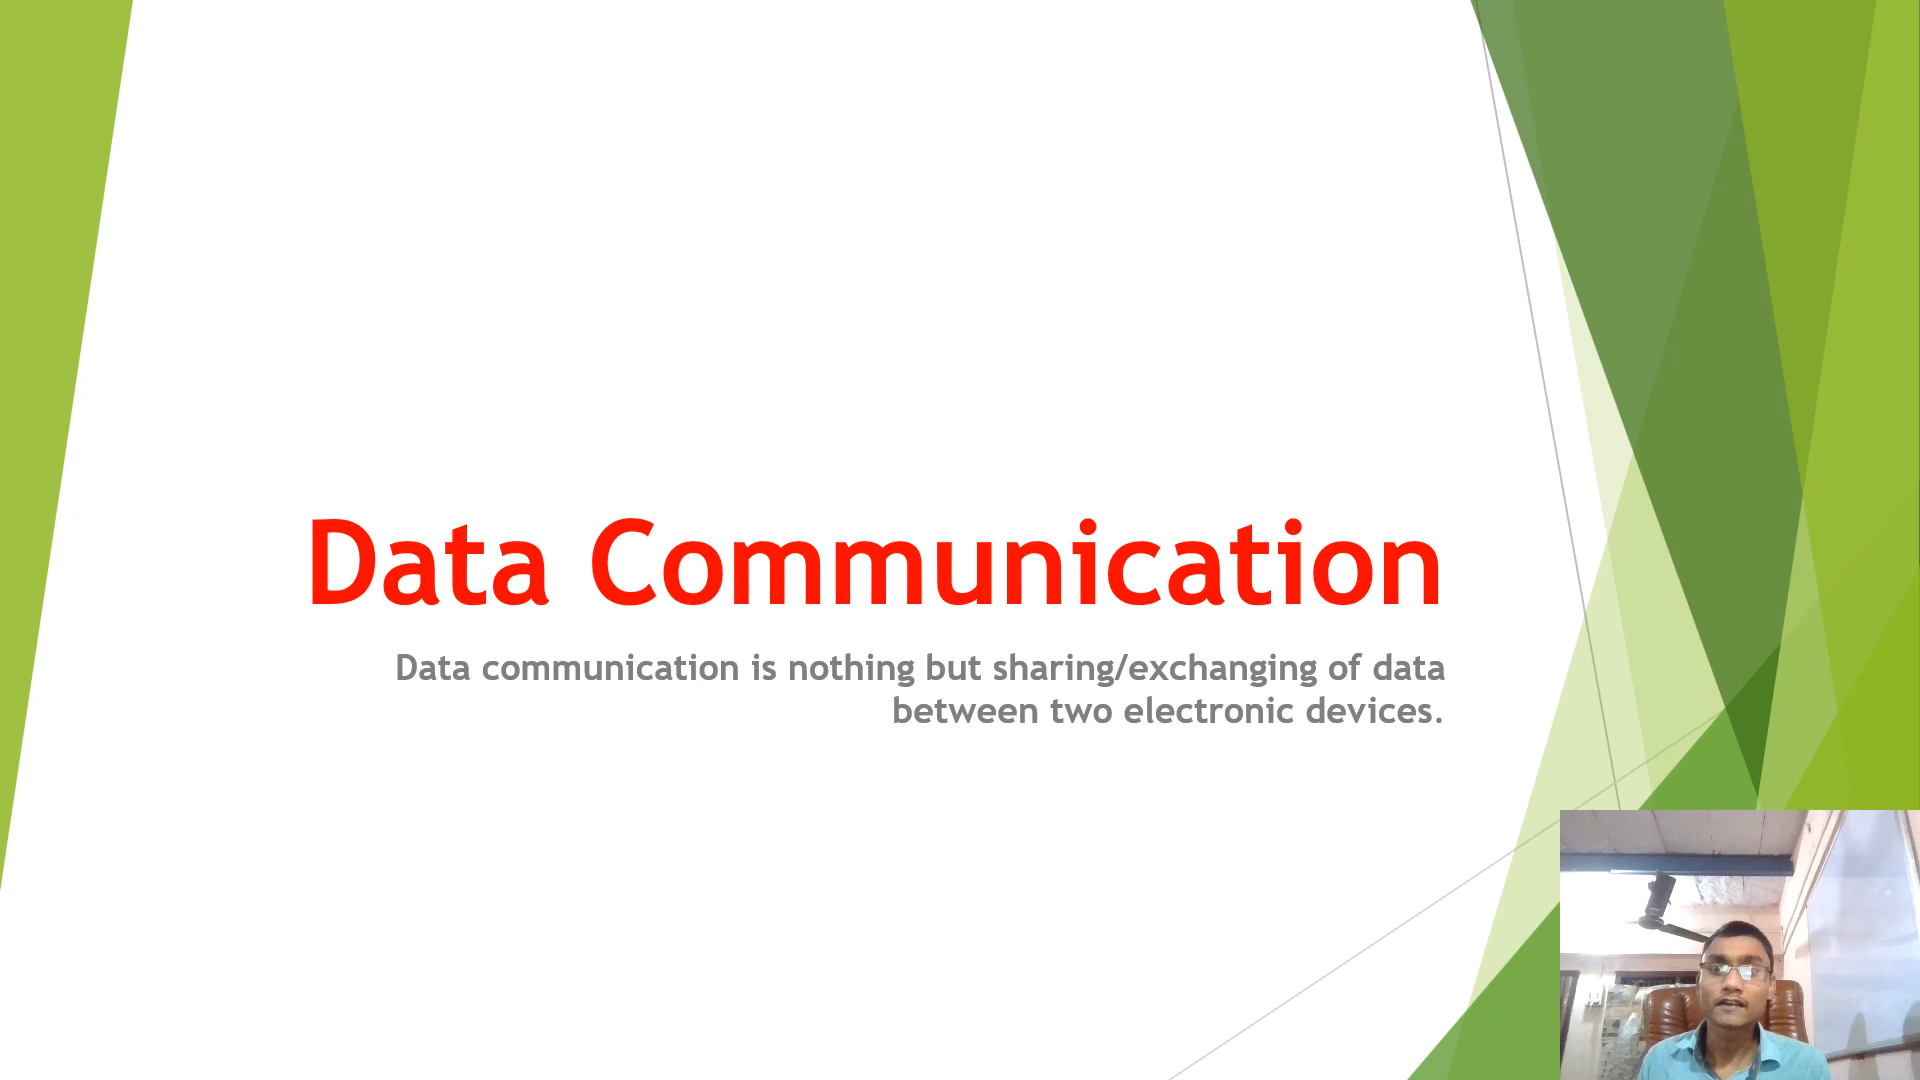 Data Communication
Data communication is nothing but sharing/exchanging of data
between two electronic devices.